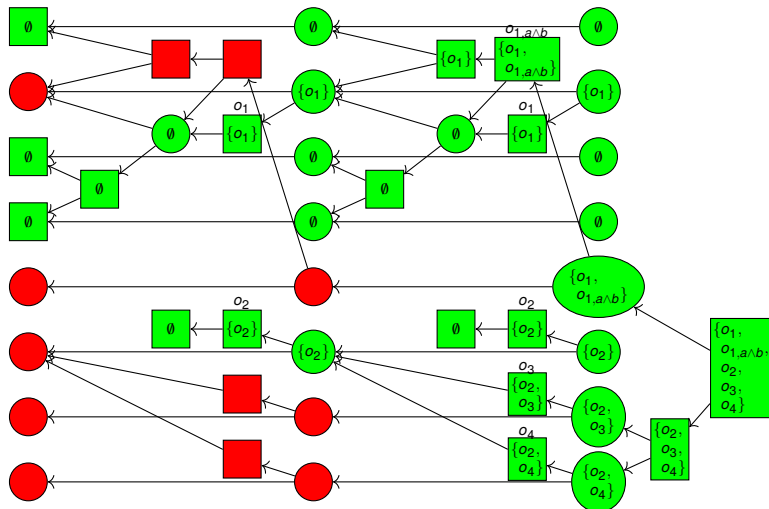 ∅ ∅ ∅
o₁,ₐ∧b
{o₁}
{o₁,
o₁,ₐ∧b}
{o₁} {o₁}
o₁ o₁
∅ {o₁} ∅ {o₁}
∅ ∅ ∅
∅ ∅
∅ ∅ ∅
{o₁,
o₁,ₐ∧b}
o₂ o₂
∅ {o₂} ∅ {o₂}
{o₂} {o₂}
{o₁,
o₁,ₐ∧b,
o₂,
o₃,
o₄}
o₃
{o₂,
o₃}
{o₂,
o₃}
o₄
{o₂,
o₄}
{o₂,
o₃,
o₄}
{o₂,
o₄}